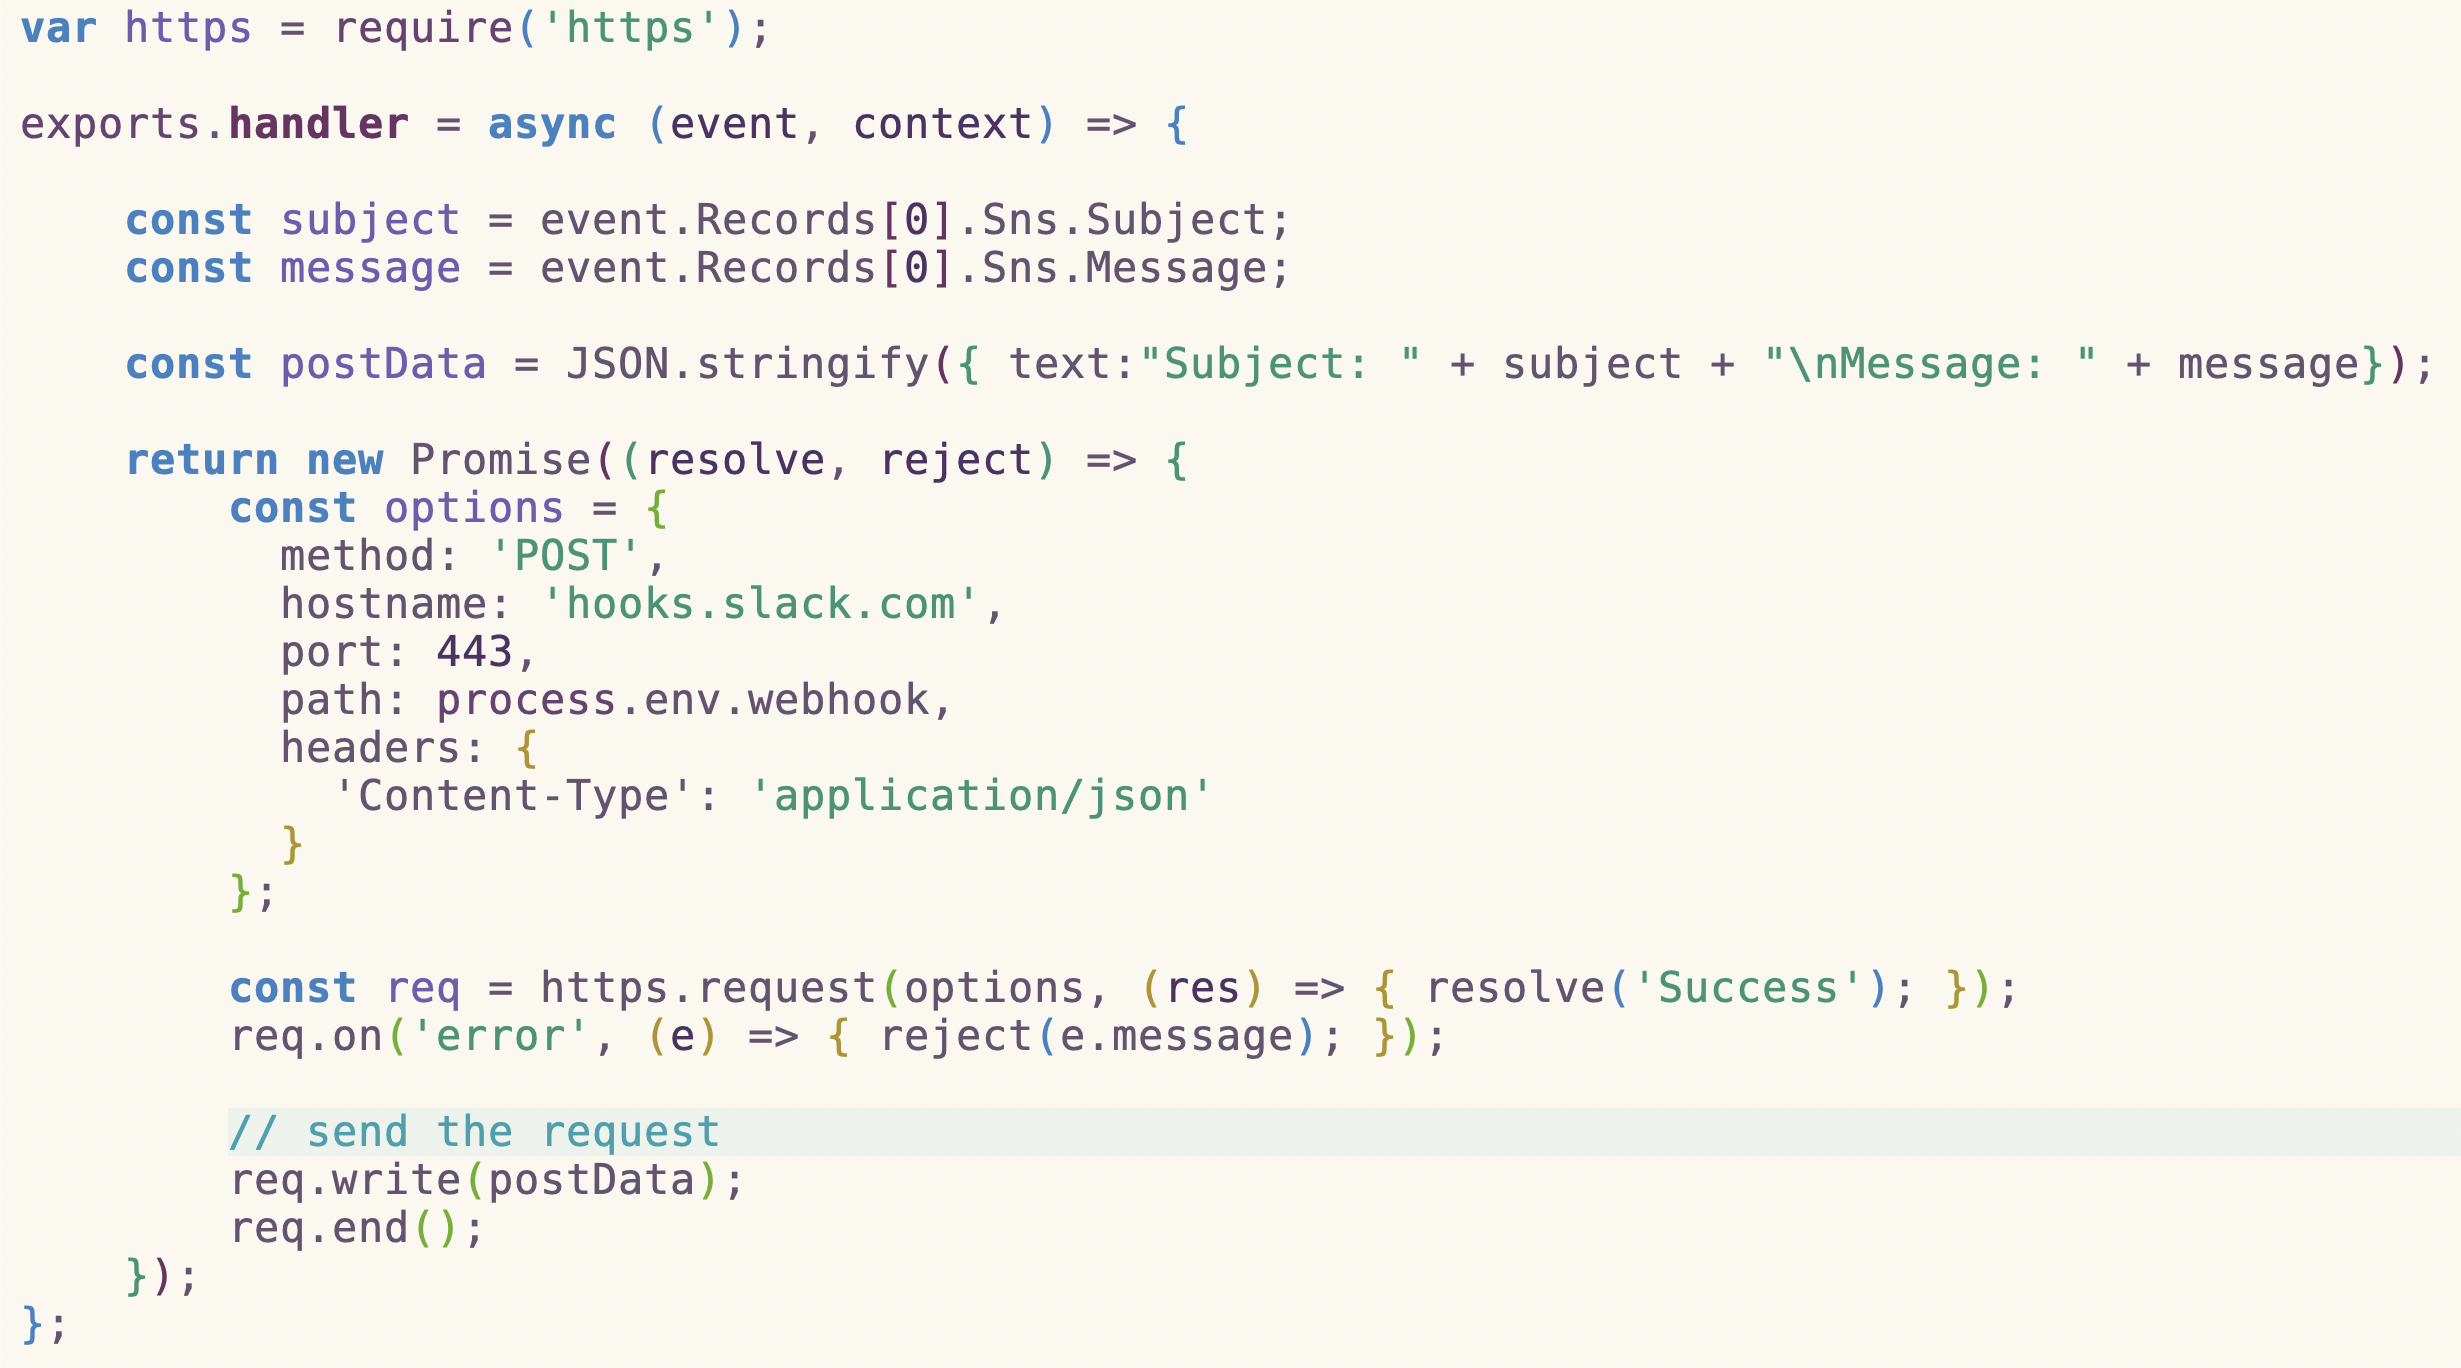 var https = require('https');

exports.handler = async (event, context) => {

    const subject = event.Records[0].Sns.Subject;
    const message = event.Records[0].Sns.Message;

    const postData = JSON.stringify({ text:"Subject: " + subject + "\nMessage: " + message});

    return new Promise((resolve, reject) => {
        const options = {
          method: 'POST',
          hostname: 'hooks.slack.com',
          port: 443,
          path: process.env.webhook,
          headers: {
            'Content-Type': 'application/json'
          }
        };

        const req = https.request(options, (res) => { resolve('Success'); });
        req.on('error', (e) => { reject(e.message); });

        // send the request
        req.write(postData);
        req.end();
    });
};